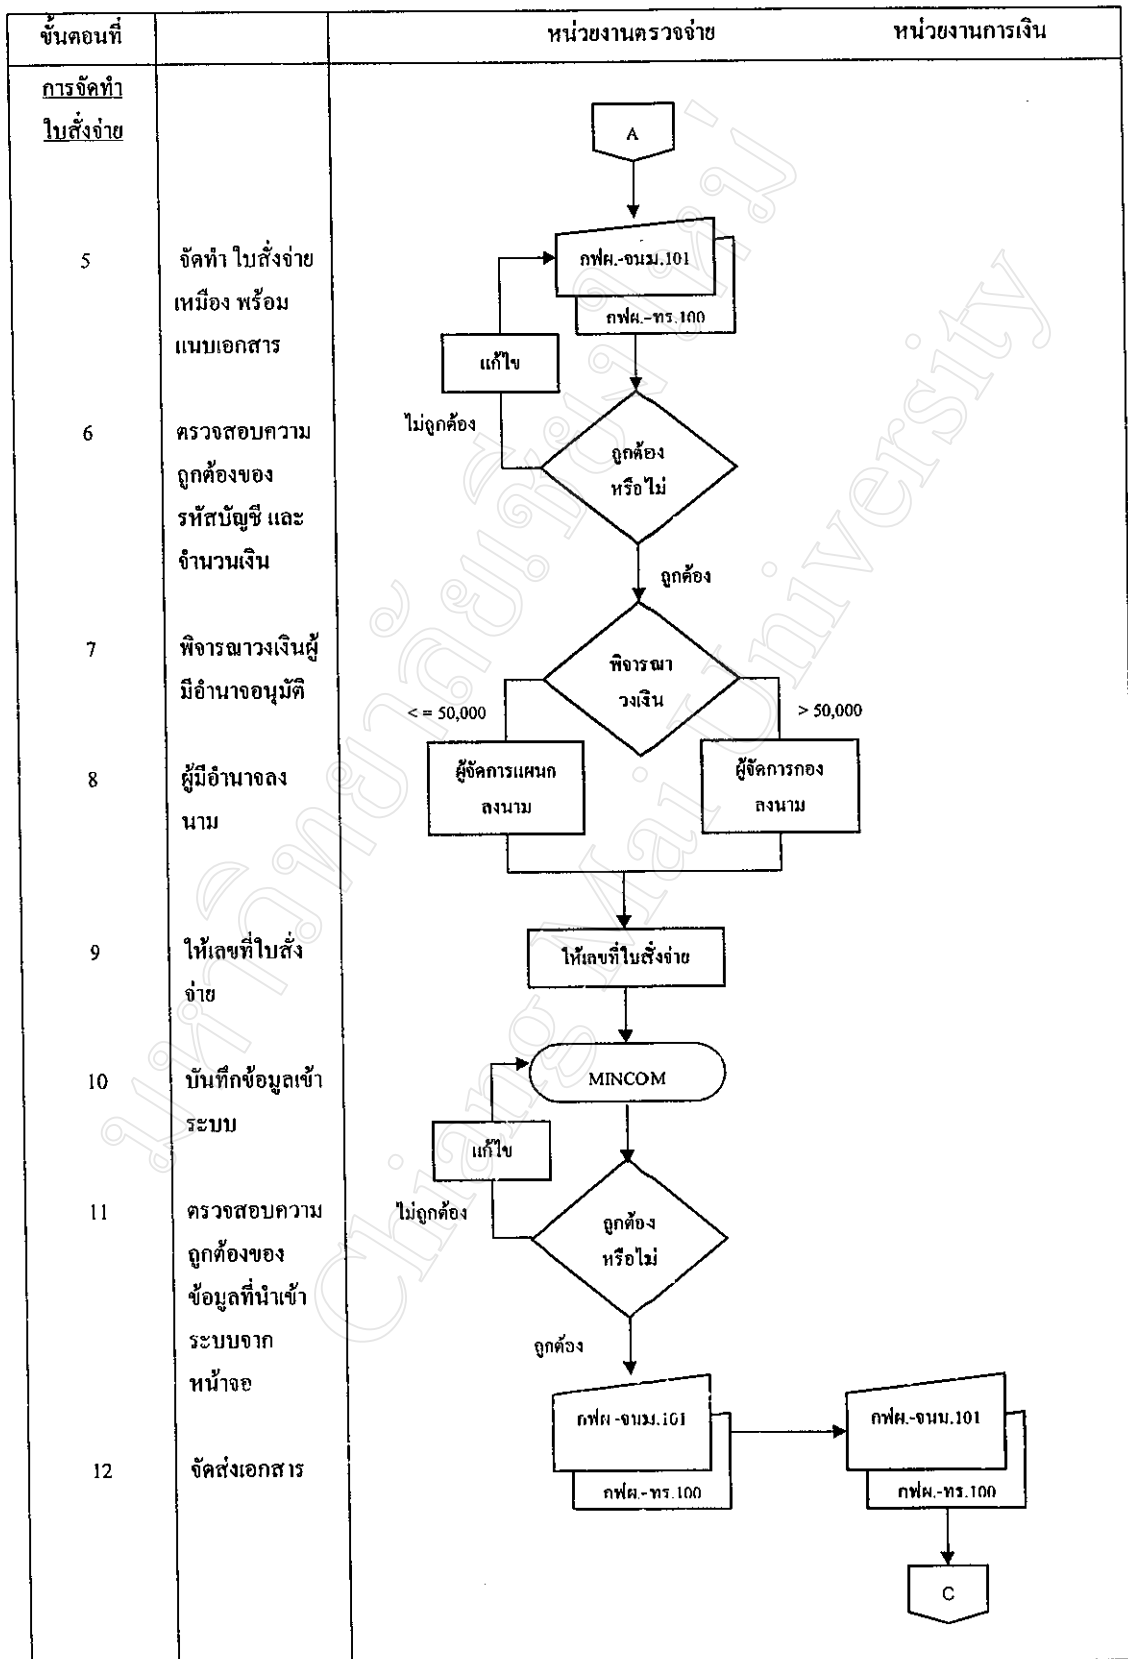 ขั้นตอนที่ หน่วยงานตรวจจ่าย หน่วยงานการเงิน
การจัดทำ
ใบสั่งจ่าย
A
5 จัดทำ ใบสั่งจ่าย
เหมือง พร้อม
แนบเอกสาร
กฟผ.-จนม.101
กฟผ.-ทร.100
แก้ไข
ไม่ถูกต้อง
6 ตรวจสอบความ
ถูกต้องของ
รหัสบัญชี และ
จำนวนเงิน
ถูกต้อง
หรือไม่
ถูกต้อง
7 พิจารณาวงเงินผู้
มีอำนาจอนุมัติ
พิจารณา
วงเงิน
< = 50,000
> 50,000
8 ผู้มีอำนาจลง
นาม
ผู้จัดการแผนก
ลงนาม
ผู้จัดการกอง
ลงนาม
9 ให้เลขที่ใบสั่ง
จ่าย
ให้เลขที่ใบสั่งจ่าย
10 บันทึกข้อมูลเข้า
ระบบ
MINCOM
แก้ไข
ไม่ถูกต้อง
11 ตรวจสอบความ
ถูกต้องของ
ข้อมูลที่นำเข้า
ระบบจาก
หน้าจอ
ถูกต้อง
หรือไม่
ถูกต้อง
12 จัดส่งเอกสาร
กฟผ-จนม.101
กฟผ.-ทร.100
กฟผ.-จนม.101
กฟผ.-ทร.100
C
มหาวิทยาลัยเชียงใหม่
Chiang Mai University